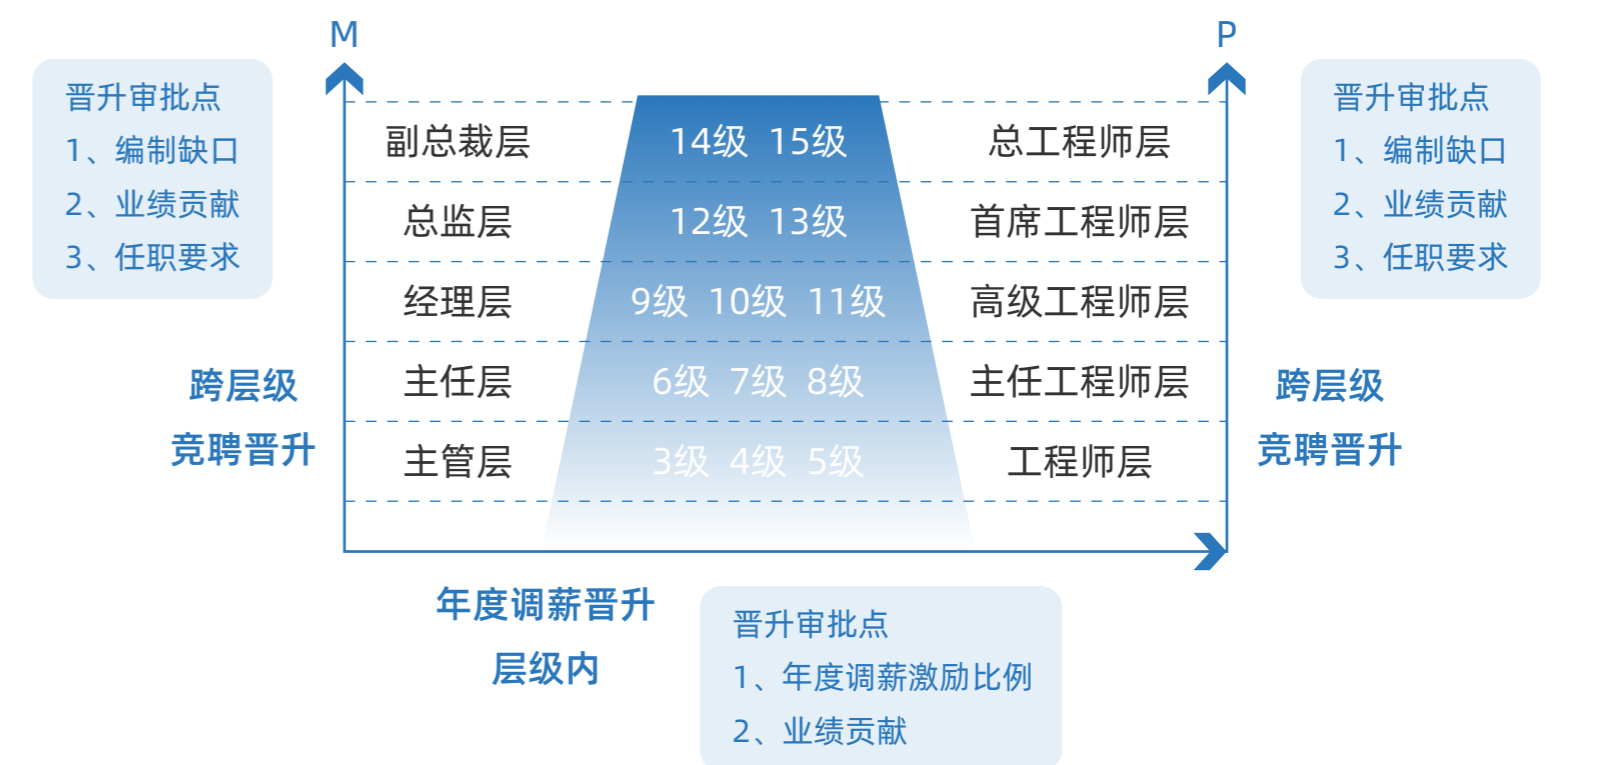 M
P
晋升审批点
1、编制缺口
2、业绩贡献
3、任职要求
跨层级
竞聘晋升
副总裁层 14级 15级 总工程师层
总监层 12级 13级 首席工程师层
经理层 9级 10级 11级 高级工程师层
主任层 6级 7级 8级 主任工程师层
主管层 3级 4级 5级 工程师层
晋升审批点
1、编制缺口
2、业绩贡献
3、任职要求
跨层级
竞聘晋升
年度调薪晋升
层级内
晋升审批点
1、年度调薪激励比例
2、业绩贡献